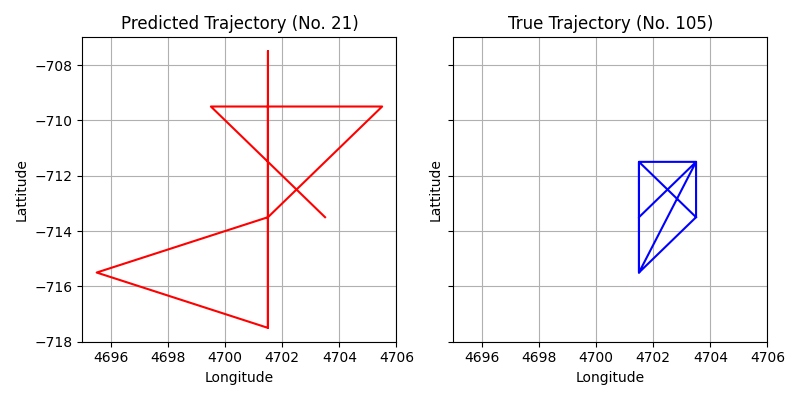 Predicted Trajectory (No. 21)
True Trajectory (No. 105)
Lattitude
−708
−710
−712
−714
−716
−718
4696 4698 4700 4702 4704 4706
Longitude
Lattitude
4696 4698 4700 4702 4704 4706
Longitude